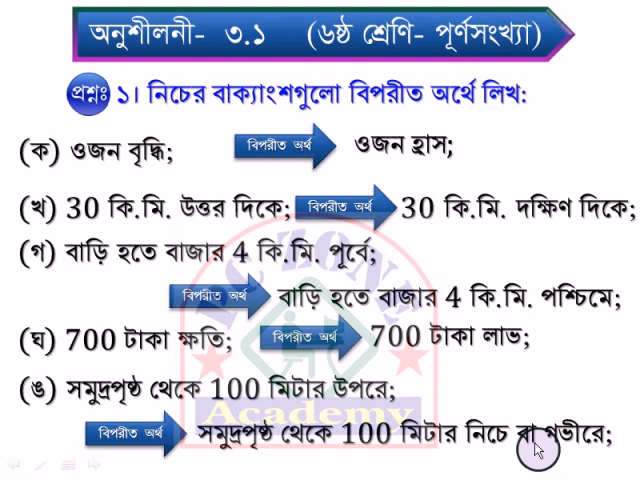 অনুশীলনী- ৩.১ (৬ষ্ঠ শ্রেণি- পূর্ণসংখ্যা)
প্রশ্নঃ ১। নিচের বাক্যাংশগুলো বিপরীত অর্থে লিখ:
(ক) ওজন বৃদ্ধি; বিপরীত অর্থ ওজন হ্রাস;
(খ) 30 কি.মি. উত্তর দিকে; বিপরীত অর্থ 30 কি.মি. দক্ষিণ দিকে;
(গ) বাড়ি হতে বাজার 4 কি.মি. পূর্বে;
বিপরীত অর্থ বাড়ি হতে বাজার 4 কি.মি. পশ্চিমে;
(ঘ) 700 টাকা ক্ষতি; বিপরীত অর্থ 700 টাকা লাভ;
(ঙ) সমুদ্রপৃষ্ঠ থেকে 100 মিটার উপরে;
Academy
বিপরীত অর্থ সমুদ্রপৃষ্ঠ থেকে 100 মিটার নিচে বা গভীরে;